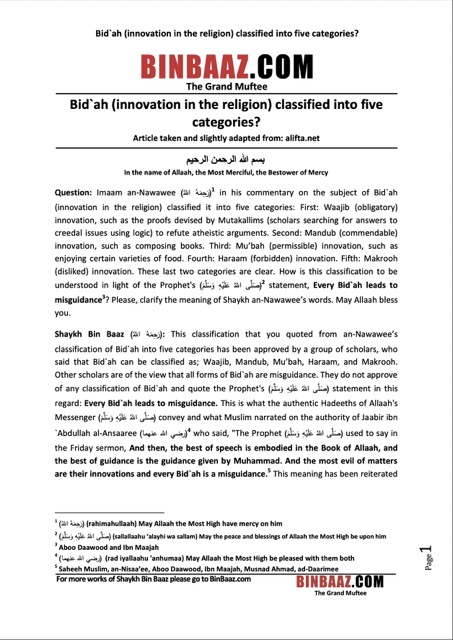 Bid`ah (innovation in the religion) classified into five categories?
BINBAAZ.COM
The Grand Muftee
Bid`ah (innovation in the religion) classified into five
categories?
Article taken and slightly adapted from: alifta.net
بسم الله الرحمن الرحيم
In the name of Allaah, the Most Merciful, the Bestower of Mercy
Question: Imaam an-Nawawee (رَحِمَهُ اللهُ)1 in his commentary on the subject of Bid`ah
(innovation in the religion) classified it into five categories: First: Waajib (obligatory)
innovation, such as the proofs devised by Mutakallims (scholars searching for answers to
creedal issues using logic) to refute atheistic arguments. Second: Mandub (commendable)
innovation, such as composing books. Third: Mu’bah (permissible) innovation, such as
enjoying certain varieties of food. Fourth: Haraam (forbidden) innovation. Fifth: Makrooh
(disliked) innovation. These last two categories are clear. How is this classification to be
understood in light of the Prophet's (صَلَّى اللهُ عَلَيْهِ وَسَلَّمَ)2 statement, Every Bid`ah leads to
misguidance3? Please, clarify the meaning of Shaykh an-Nawawee’s words. May Allaah bless
you.
Shaykh Bin Baaz (رَحِمَهُ اللهُ): This classification that you quoted from an-Nawawee’s
classification of Bid`ah into five categories has been approved by a group of scholars, who
said that Bid`ah can be classified as; Waajib, Mandub, Mu’bah, Haraam, and Makrooh.
Other scholars are of the view that all forms of Bid`ah are misguidance. They do not approve
of any classification of Bid`ah and quote the Prophet's (صَلَّى اللهُ عَلَيْهِ وَسَلَّمَ) statement in this
regard: Every Bid`ah leads to misguidance. This is what the authentic Hadeeths of Allaah's
Messenger (صَلَّى اللهُ عَلَيْهِ وَسَلَّمَ) convey and what Muslim narrated on the authority of Jaabir ibn
`Abdullah al-Ansaaree (رضي الله عنهما)4 who said, "The Prophet (صَلَّى اللهُ عَلَيْهِ وَسَلَّمَ) used to say in
the Friday sermon, And then, the best of speech is embodied in the Book of Allaah, and
the best of guidance is the guidance given by Muhammad. And the most evil of matters
are their innovations and every Bid`ah is a misguidance.5 This meaning has been reiterated
1 (رَحِمَهُ اللهُ) (rahimahullaah) May Allaah the Most High have mercy on him
2 (صَلَّى اللهُ عَلَيْهِ وَسَلَّمَ) (sallallaahu ‘alayhi wa sallam) May the peace and blessings of Allaah the Most High be upon him
3 Aboo Daawood and Ibn Maajah
4 (رضي الله عنهما) (rad iyallaahu 'anhumaa) May Allaah the Most High be pleased with them both
5 Saheeh Muslim, an-Nisaa’ee, Aboo Daawood, Ibn Maajah, Musnad Ahmad, ad-Daarimee
For more works of Shaykh Bin Baaz please go to BinBaaz.com
BINBAAZ.COM
The Grand Muftee
Page 1